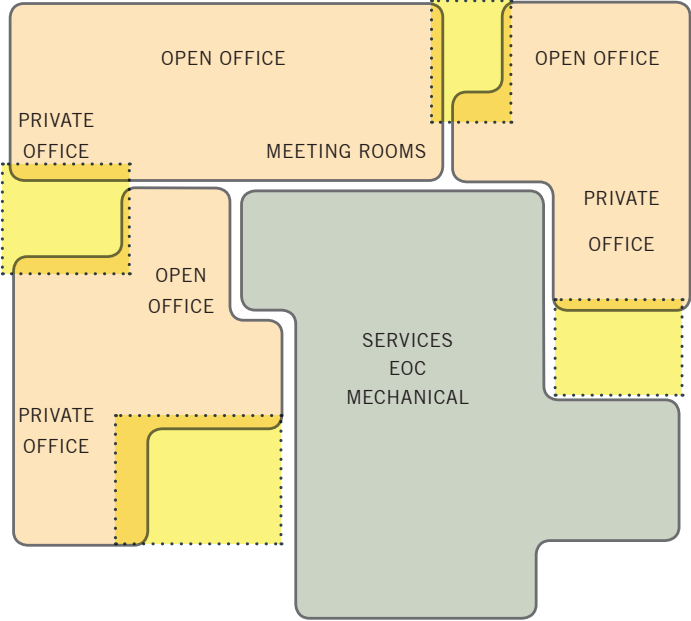 OPEN OFFICE
OPEN OFFICE
PRIVATE
OFFICE
MEETING ROOMS
PRIVATE
OFFICE
OPEN
OFFICE
SERVICES
EOC
MECHANICAL
PRIVATE
OFFICE